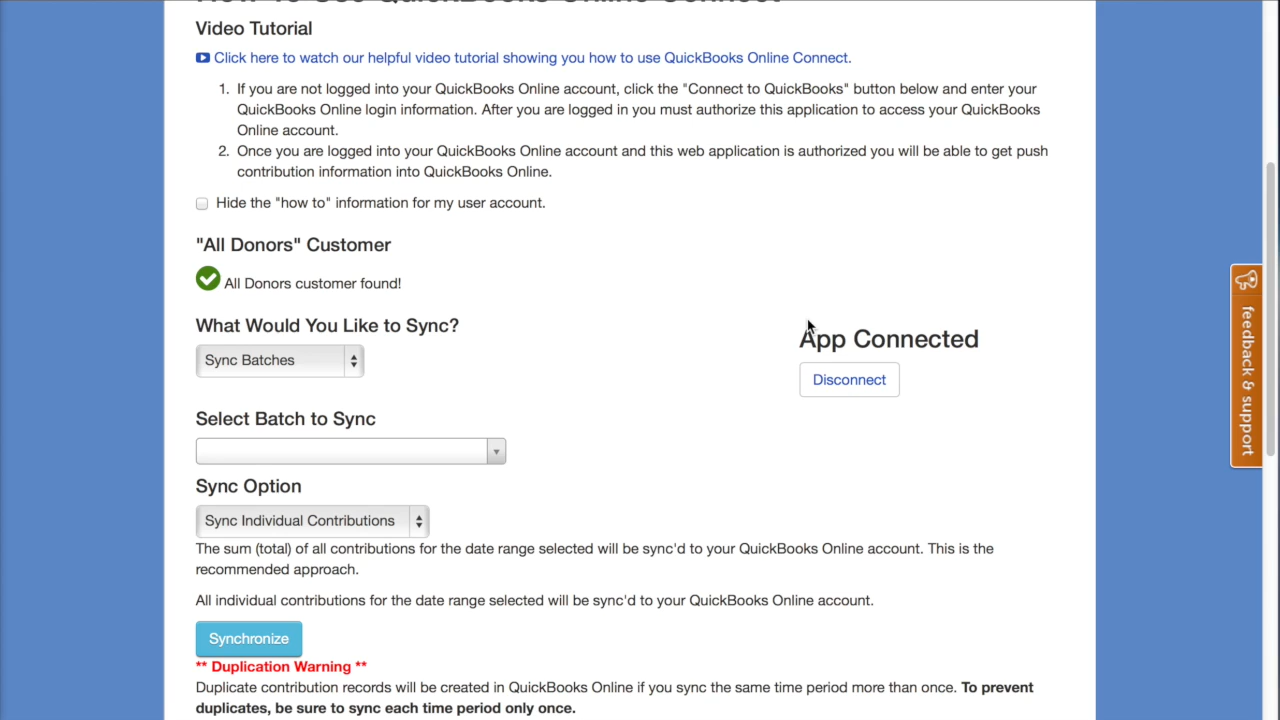 How To Use QuickBooks Online Connect
Video Tutorial
Click here to watch our helpful video tutorial showing you how to use QuickBooks Online Connect.
1. If you are not logged into your QuickBooks Online account, click the "Connect to QuickBooks" button below and enter your
QuickBooks Online login information. After you are logged in you must authorize this application to access your QuickBooks
Online account.
2. Once you are logged into your QuickBooks Online account and this web application is authorized you will be able to get push
contribution information into QuickBooks Online.
Hide the "how to" information for my user account.
"All Donors" Customer
All Donors customer found!
What Would You Like to Sync?
Sync Batches
App Connected
Disconnect
Select Batch to Sync
Sync Option
Sync Individual Contributions
The sum (total) of all contributions for the date range selected will be sync'd to your QuickBooks Online account. This is the
recommended approach.
All individual contributions for the date range selected will be sync'd to your QuickBooks Online account.
Synchronize
** Duplication Warning **
Duplicate contribution records will be created in QuickBooks Online if you sync the same time period more than once. To prevent
duplicates, be sure to sync each time period only once.
feedback & support